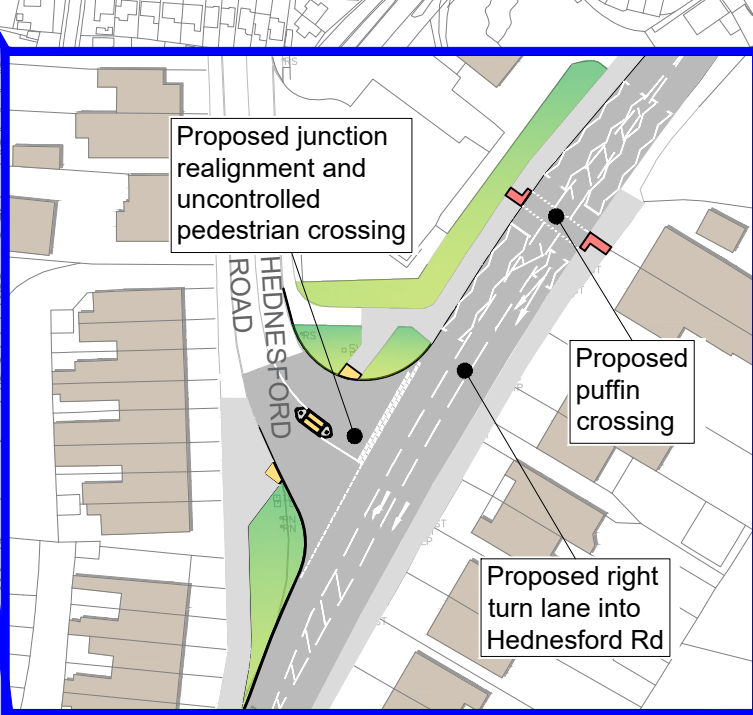 Proposed junction
realignment and
uncontrolled
pedestrian crossing
HEDNESFORD
ROAD
Proposed
puffin
crossing
Proposed right
turn lane into
Hednesford Rd